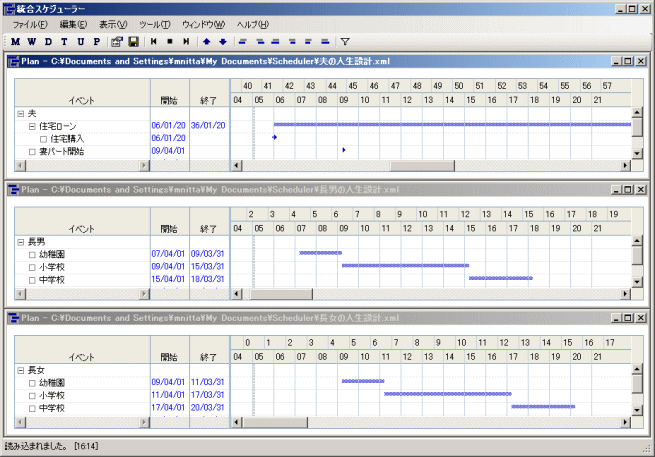 統合スケジューラー
ファイル(F) 編集(E) 表示(V) ツール(T) ウィンドウ(W) ヘルプ(H)
M W D T U P
Plan - C:¥Documents and Settings¥mnitta¥My Documents¥Scheduler¥夫の人生設計.xml
40 41 42 43 44 45 46 47 48 49 50 51 52 53 54 55 56 57
イベント 開始 終了 04 05 06 07 08 09 10 11 12 13 14 15 16 17 18 19 20 21
夫
住宅ローン 06/01/20 36/01/20
住宅購入 06/01/20
妻パート開始 09/04/01
Plan - C:¥Documents and Settings¥mnitta¥My Documents¥Scheduler¥長男の人生設計.xml
2 3 4 5 6 7 8 9 10 11 12 13 14 15 16 17 18 19
イベント 開始 終了 04 05 06 07 08 09 10 11 12 13 14 15 16 17 18 19 20 21
長男
幼稚園 07/04/01 09/03/31
小学校 09/04/01 15/03/31
中学校 15/04/01 18/03/31
Plan - C:¥Documents and Settings¥mnitta¥My Documents¥Scheduler¥長女の人生設計.xml
0 1 2 3 4 5 6 7 8 9 10 11 12 13 14 15 16 17
イベント 開始 終了 04 05 06 07 08 09 10 11 12 13 14 15 16 17 18 19 20 21
長女
幼稚園 09/04/01 11/03/31
小学校 11/04/01 17/03/31
中学校 17/04/01 20/03/31
読み込まれました。 [16:14]